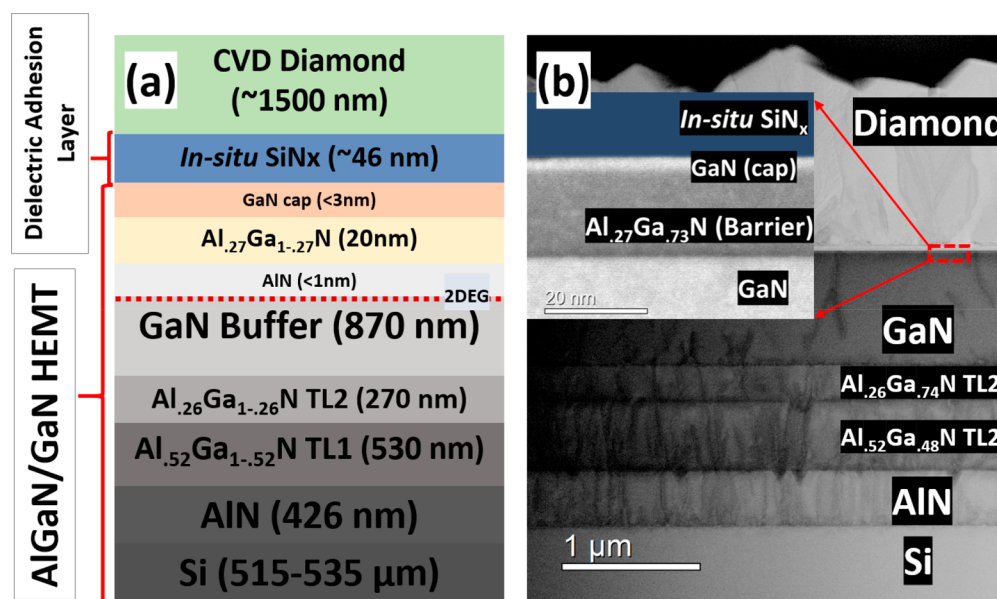 Dielectric Adhesion
Layer
AlGaN/GaN HEMT
(a)
CVD Diamond
(~1500 nm)
In-situ SiNx (~46 nm)
GaN cap (<3nm)
Al.27Ga1-.27N (20nm)
AlN (<1nm)
2DEG
GaN Buffer (870 nm)
Al.26Ga1-.26N TL2 (270 nm)
Al.52Ga1-.52N TL1 (530 nm)
AlN (426 nm)
Si (515-535 µm)
(b)
In-situ SiNx
Diamond
GaN (cap)
Al.27Ga.73N (Barrier)
GaN
20 nm
GaN
Al.26Ga.74N TL2
Al.52Ga.48N TL2
AlN
1 µm
Si